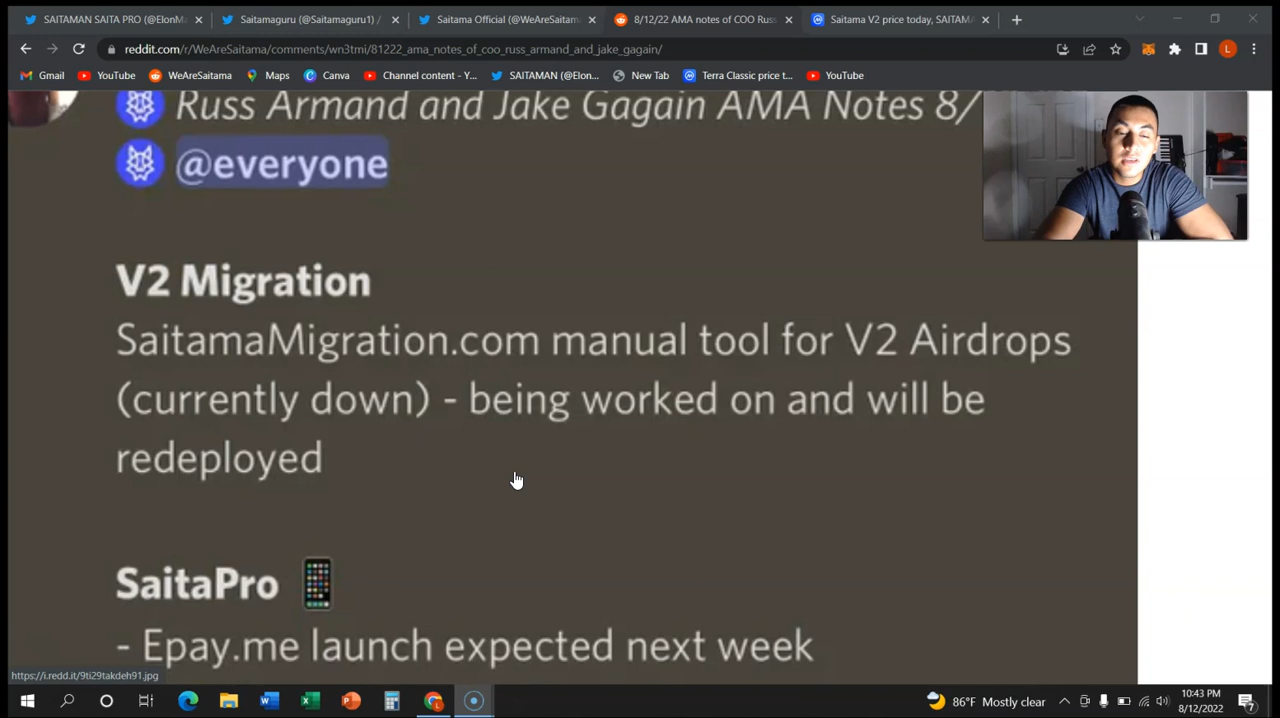 SAITAMAN SAITA PRO (@ElonMa
Saitamaguru (@Saitamaguru1) /
Saitama Official (@WeAreSaitam
8/12/22 AMA notes of COO Russ
Saitama V2 price today, SAITAMA
reddit.com/r/WeAreSaitama/comments/wn3tmi/81222_ama_notes_of_coo_russ_armand_and_jake_gagain/
L
Gmail
YouTube
WeAreSaitama
Maps
Canva
Channel content - Y...
SAITAMAN (@Elon...
New Tab
Terra Classic price t...
YouTube
Russ Armand and Jake Gagain AMA Notes 8/
@everyone
V2 Migration
SaitamaMigration.com manual tool for V2 Airdrops
(currently down) - being worked on and will be
redeployed
SaitaPro
- Epay.me launch expected next week
https://i.redd.it/9ti29takdeh91.jpg
86°F Mostly clear
10:43 PM
8/12/2022
7